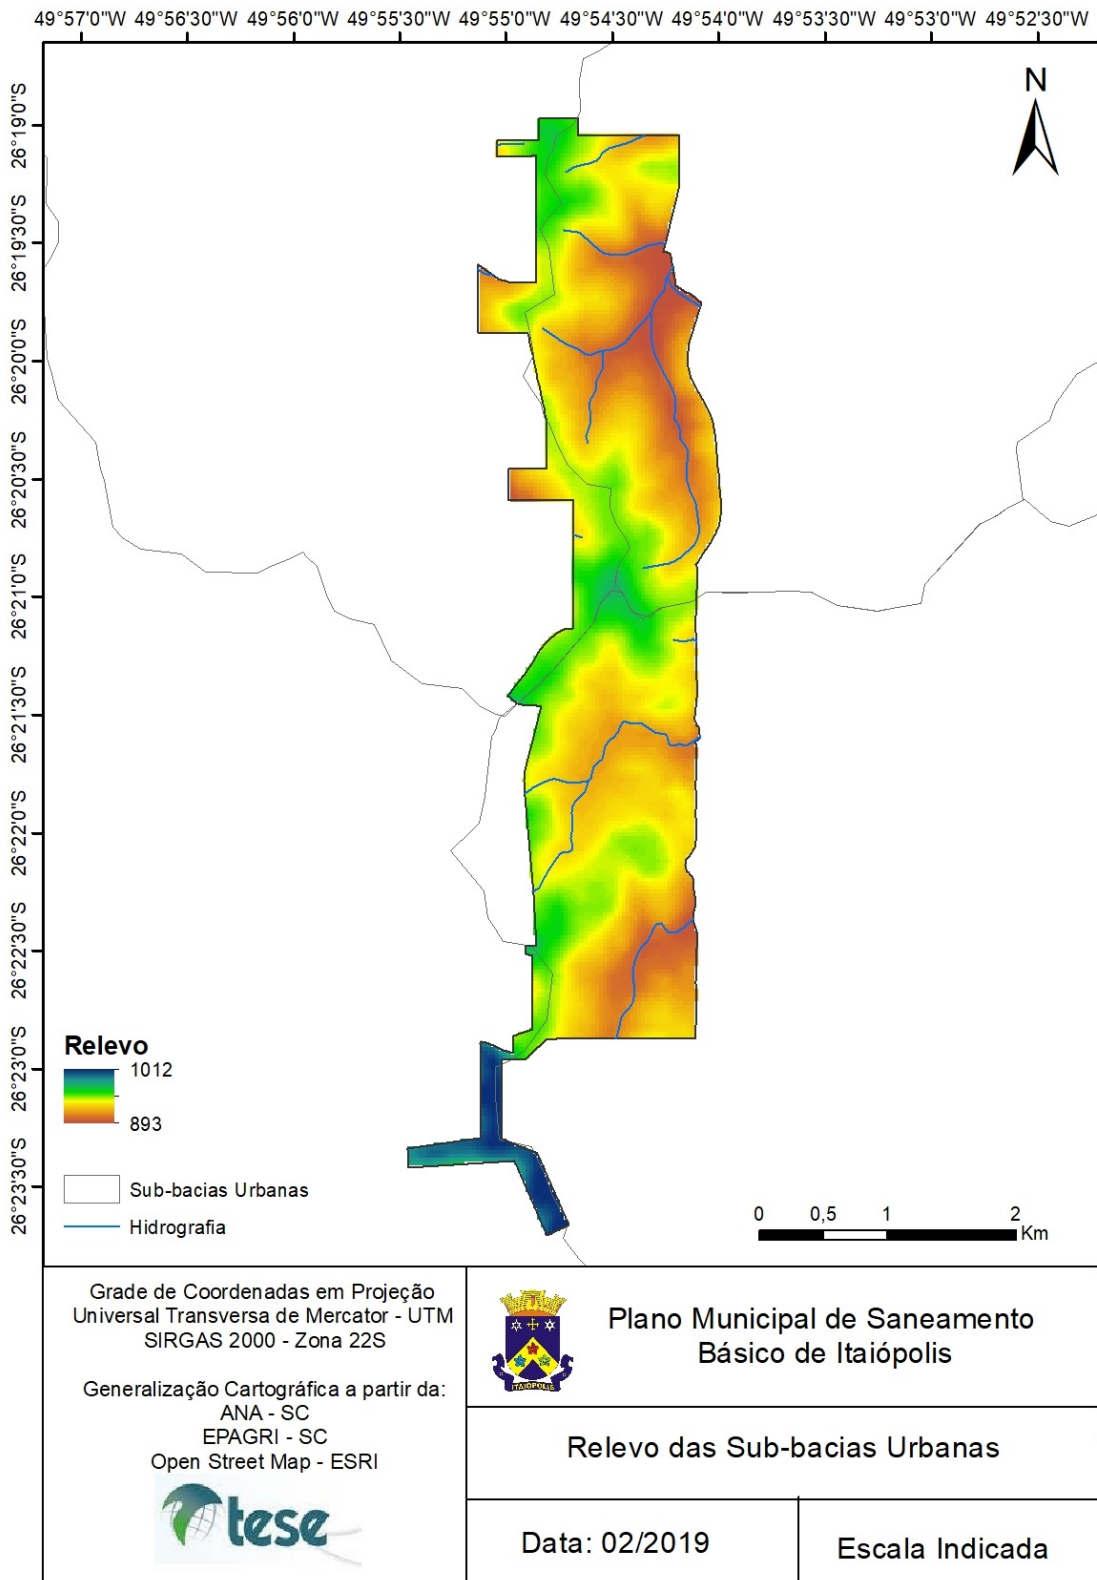 49°57'0"W 49°56'30"W 49°56'0"W 49°55'30"W 49°55'0"W 49°54'30"W 49°54'0"W 49°53'30"W 49°53'0"W 49°52'30"W
26°19'0"S
26°19'30"S
26°20'0"S
26°20'30"S
26°21'0"S
26°21'30"S
26°22'0"S
26°22'30"S
26°23'0"S
26°23'30"S
N
Relevo
1012
893
Sub-bacias Urbanas
Hidrografia
0 0,5 1 2
Km
Grade de Coordenadas em Projeção
Universal Transversa de Mercator - UTM
SIRGAS 2000 - Zona 22S
Generalização Cartográfica a partir da:
ANA - SC
EPAGRI - SC
Open Street Map - ESRI
tese
ITAIÓPOLIS
Plano Municipal de Saneamento
Básico de Itaiópolis
Relevo das Sub-bacias Urbanas
Data: 02/2019
Escala Indicada